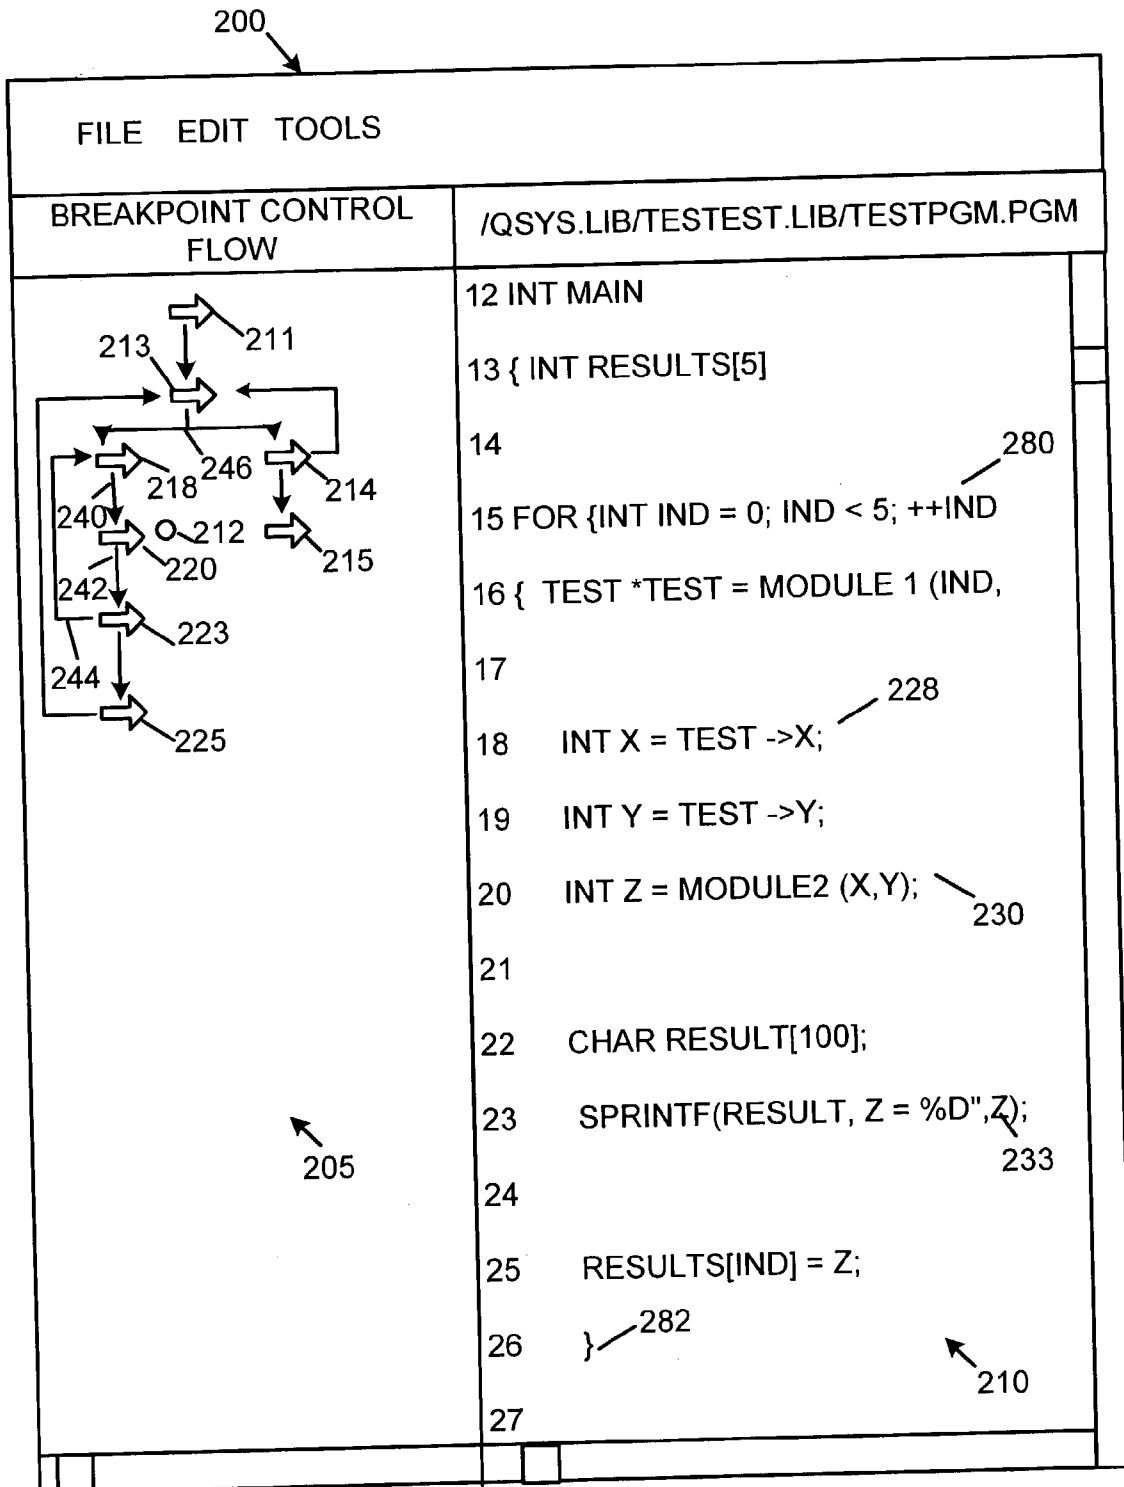 200
FILE EDIT TOOLS
BREAKPOINT CONTROL
FLOW
/QSYS.LIB/TESTEST.LIB/TESTPGM.PGM
211
213
218
246
214
240
212
215
220
242
223
244
225
205
12 INT MAIN
13 { INT RESULTS[5]
14
280
15 FOR {INT IND = 0; IND < 5; ++IND
16 { TEST *TEST = MODULE 1 (IND,
17
228
18 INT X = TEST ->X;
19 INT Y = TEST ->Y;
20 INT Z = MODULE2 (X,Y);
230
21
22 CHAR RESULT[100];
23 SPRINTF(RESULT, Z = %D",Z);
233
24
25 RESULTS[IND] = Z;
282
26 }
210
27